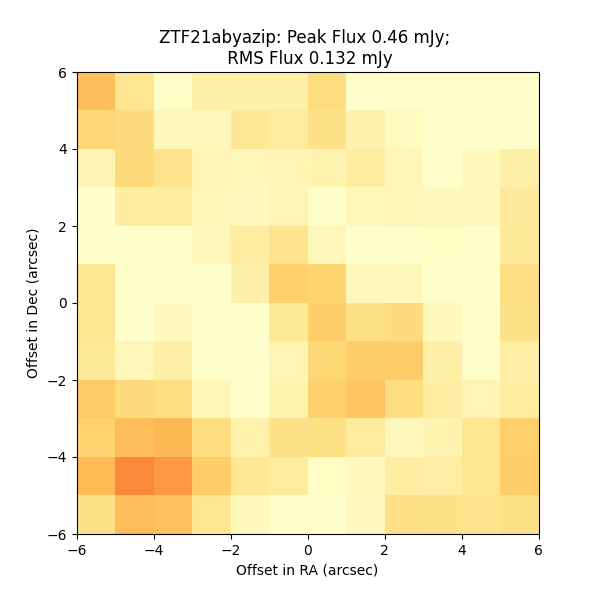 ZTF21abyazip: Peak Flux 0.46 mJy;
RMS Flux 0.132 mJy
6
4
2
0
−2
−4
−6
Offset in Dec (arcsec)
−6 −4 −2 0 2 4 6
Offset in RA (arcsec)